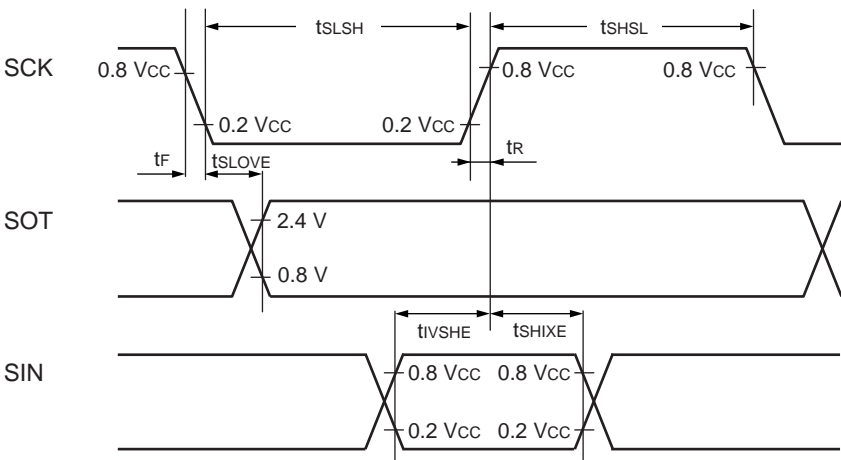 tSLSH tSHSL
SCK 0.8 VCC 0.8 VCC 0.8 VCC
0.2 VCC 0.2 VCC
tF tSLOVE tR
SOT 2.4 V
0.8 V
tIVSHE tSHIXE
SIN 0.8 VCC 0.8 VCC
0.2 VCC 0.2 VCC